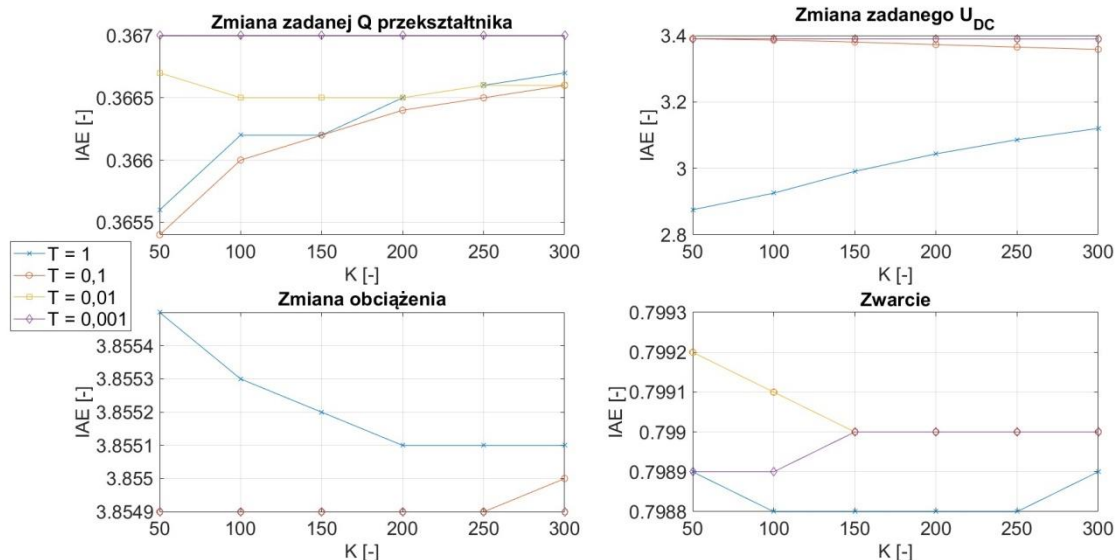 Zmiana zadanej Q przekształtnika
0.367
0.3665
0.366
0.3655
IAE [-]
50 100 150 200 250 300
K [-]
Zmiana zadanego U_DC
3.4
3.2
3
2.8
IAE [-]
50 100 150 200 250 300
K [-]
T = 1
T = 0,1
T = 0,01
T = 0,001
Zmiana obciążenia
3.8554
3.8553
3.8552
3.8551
3.855
3.8549
IAE [-]
50 100 150 200 250 300
K [-]
Zwarcie
0.7993
0.7992
0.7991
0.799
0.7989
0.7988
IAE [-]
50 100 150 200 250 300
K [-]